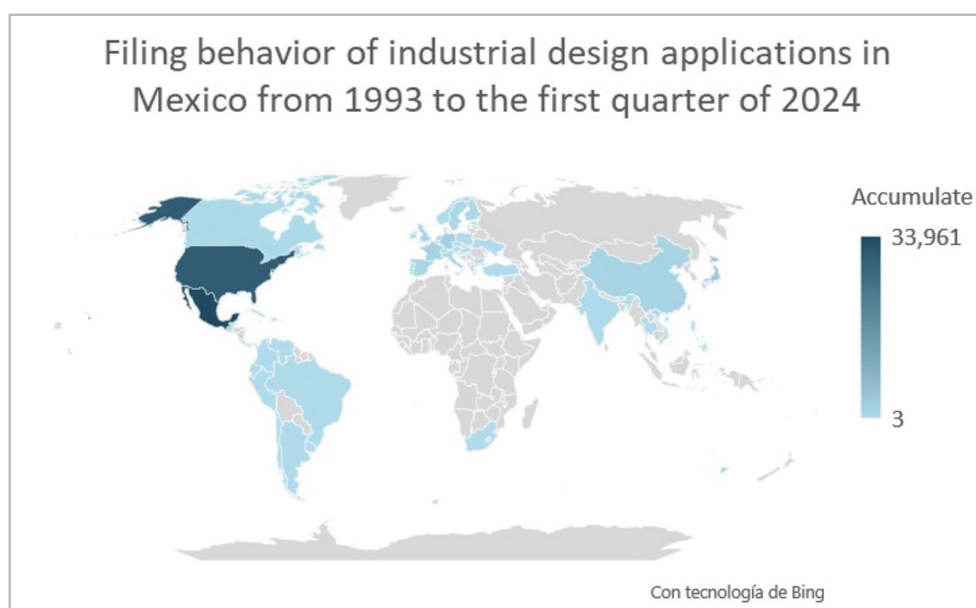 Filing behavior of industrial design applications in
Mexico from 1993 to the first quarter of 2024
Accumulate
33,961
3
Con tecnología de Bing